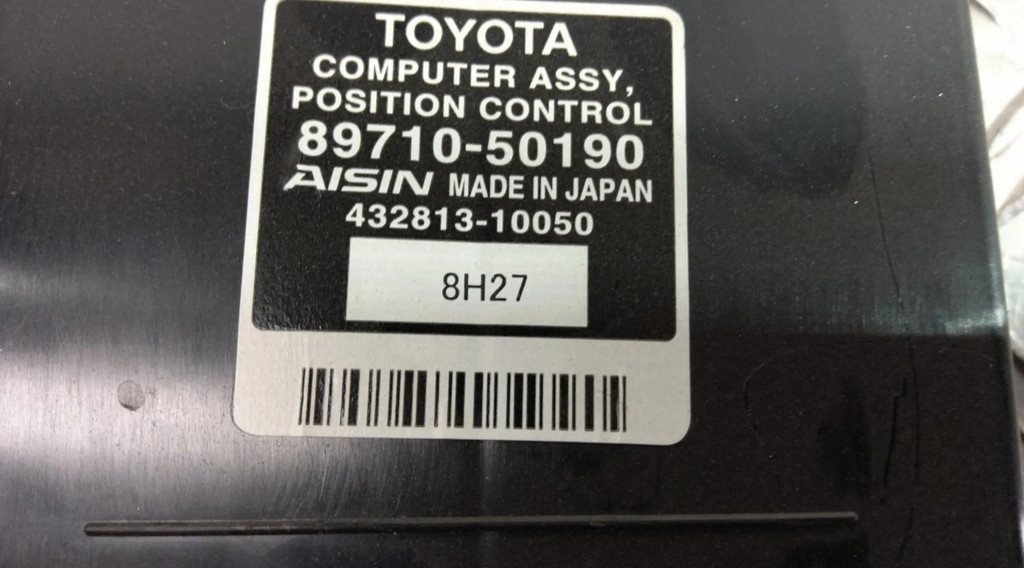 TOYOTA
COMPUTER ASSY,
POSITION CONTROL
89710-50190
AISIN MADE IN JAPAN
432813-10050
8H27